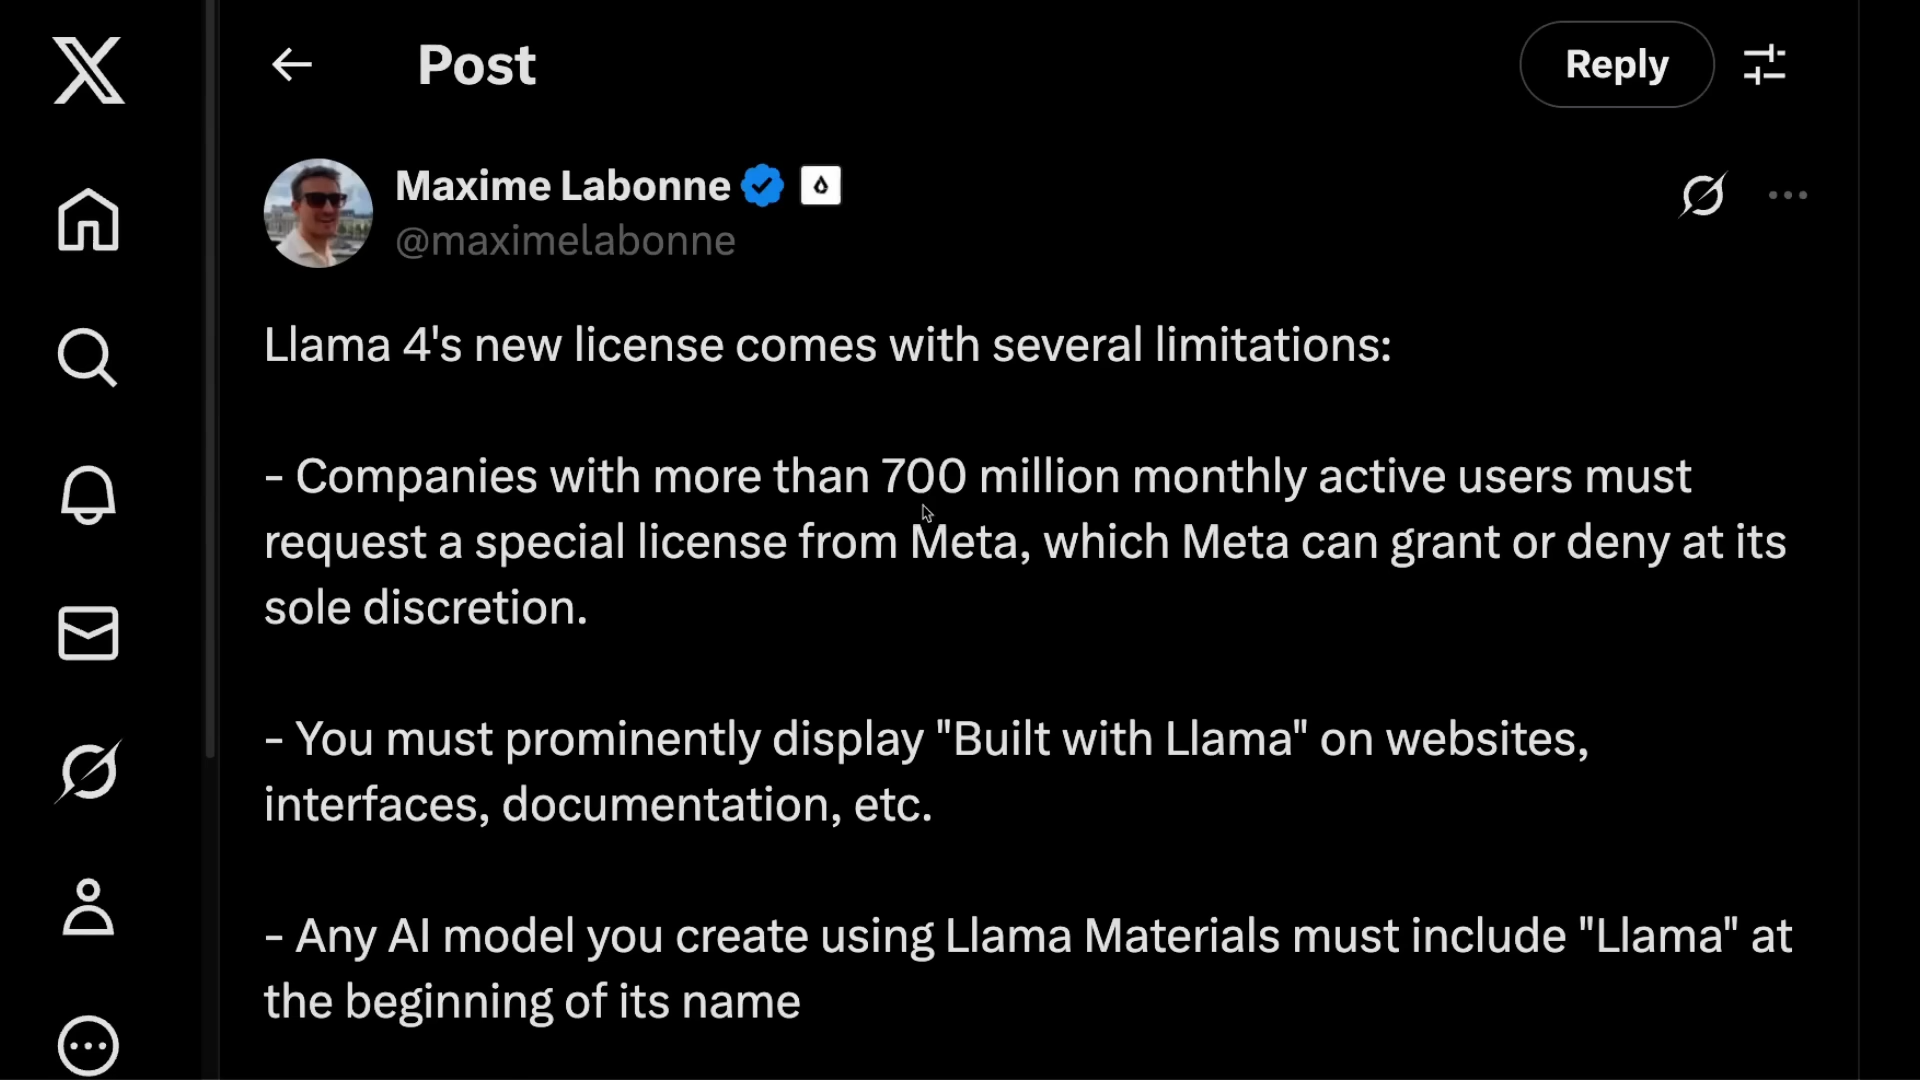 Post
Reply
Maxime Labonne
@maximelabonne
Llama 4's new license comes with several limitations:
- Companies with more than 700 million monthly active users must
request a special license from Meta, which Meta can grant or deny at its
sole discretion.
- You must prominently display "Built with Llama" on websites,
interfaces, documentation, etc.
- Any AI model you create using Llama Materials must include "Llama" at
the beginning of its name